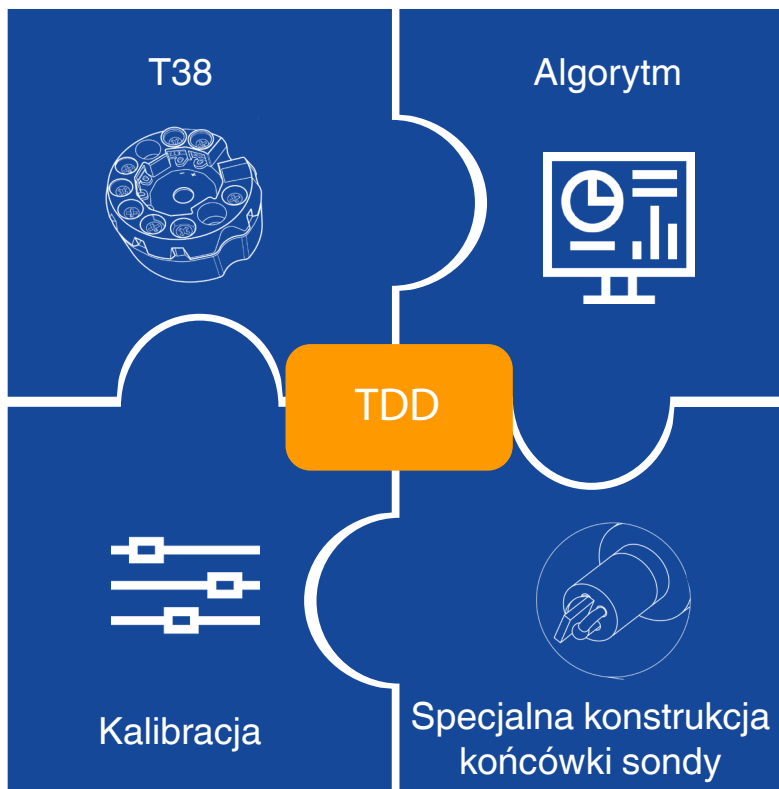 T38
Algorytm
TDD
Kalibracja
Specjalna konstrukcja
końcówki sondy